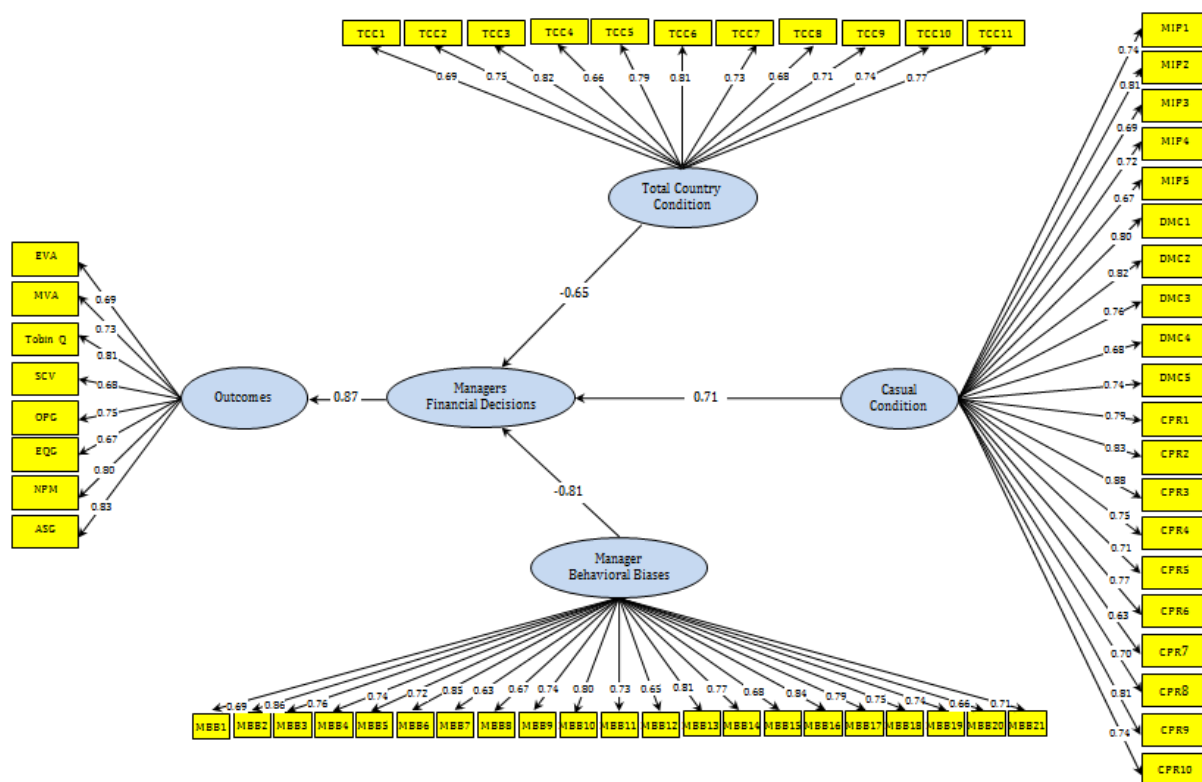 TCC1 TCC2 TCC3 TCC4 TCC5 TCC6 TCC7 TCC8 TCC9 TCC10 TCC11
0.69 0.75 0.82 0.66 0.79 0.81 0.73 0.68 0.71 0.74 0.77
Total Country
Condition
-0.65
EVA
MVA
Tobin Q
SCV
OPG
EQG
NPM
ASG
0.69
0.73
0.81
0.68
0.75
0.67
0.80
0.83
Outcomes
0.87
Managers
Financial Decisions
0.71
Casual
Condition
-0.81
Manager
Behavioral Biases
0.69 0.86 0.76 0.74 0.72 0.85 0.63 0.67 0.74 0.80 0.73 0.65 0.81 0.77 0.68 0.84 0.79 0.75 0.74 0.66 0.71
MBB1 MBB2 MBB3 MBB4 MBB5 MBB6 MBB7 MBB8 MBB9 MBB10 MBB11 MBB12 MBB13 MBB14 MBB15 MBB16 MBB17 MBB18 MBB19 MBB20 MBB21
0.74
0.81
0.69
0.72
0.67
0.80
0.82
0.76
0.68
0.74
0.79
0.83
0.88
0.75
0.71
0.77
0.63
0.70
0.81
0.74
MIP1
MIP2
MIP3
MIP4
MIP5
DMC1
DMC2
DMC3
DMC4
DMC5
CPR1
CPR2
CPR3
CPR4
CPR5
CPR6
CPR7
CPR8
CPR9
CPR10